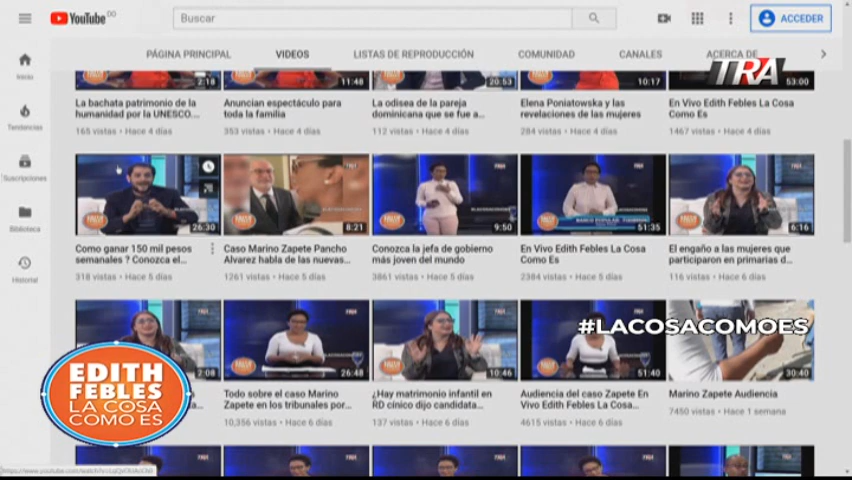 YouTube DO
Buscar
ACCEDER
PÁGINA PRINCIPAL VIDEOS LISTAS DE REPRODUCCIÓN COMUNIDAD CANALES ACERCA DE
TRA
Inicio
Tendencias
Suscripciones
Biblioteca
Historial
2:18 11:48 20:53 10:17 53:00
La bachata patrimonio de la
humanidad por la UNESCO...
165 vistas • Hace 4 días
Anuncian espectáculo para
toda la familia
353 vistas • Hace 4 días
La odisea de la pareja
dominicana que se fue a...
112 vistas • Hace 4 días
Elena Poniatowska y las
revelaciones de las mujeres
284 vistas • Hace 4 días
En Vivo Edith Febles La Cosa
Como Es
1467 vistas • Hace 4 días
26:30 8:21 9:50 51:35 6:16
Como ganar 150 mil pesos
semanales ? Conozca el...
318 vistas • Hace 5 días
Caso Marino Zapete Pancho
Alvarez habla de las nuevas...
1261 vistas • Hace 5 días
Conozca la jefa de gobierno
más joven del mundo
3861 vistas • Hace 5 días
En Vivo Edith Febles La Cosa
Como Es
2384 vistas • Hace 5 días
El engaño a las mujeres que
participaron en primarias d...
116 vistas • Hace 6 días
#LACOSACOMOES
2:08 26:48 10:46 51:40 30:40
Todo sobre el caso Marino
Zapete en los tribunales por...
10,356 vistas • Hace 6 días
¿Hay matrimonio infantil en
RD cínico dijo candidata...
137 vistas • Hace 6 días
Audiencia del caso Zapete En
Vivo Edith Febles La Cosa...
4615 vistas • Hace 6 días
Marino Zapete Audiencia
7450 vistas • Hace 1 semana
EDITH
FEBLES
LA COSA
COMO ES